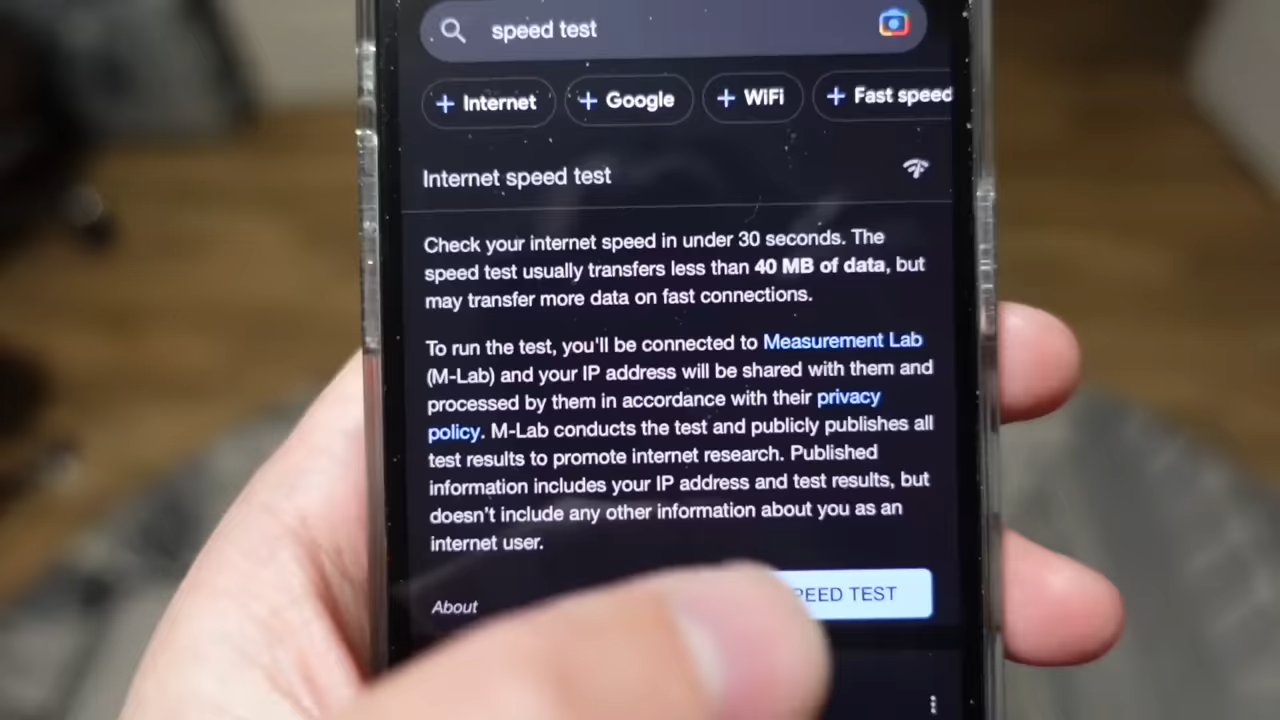 speed test
+ Internet + Google + WiFi + Fast speed
Internet speed test
Check your internet speed in under 30 seconds. The
speed test usually transfers less than 40 MB of data, but
may transfer more data on fast connections.
To run the test, you'll be connected to Measurement Lab
(M-Lab) and your IP address will be shared with them and
processed by them in accordance with their privacy
policy. M-Lab conducts the test and publicly publishes all
test results to promote internet research. Published
information includes your IP address and test results, but
doesn't include any other information about you as an
internet user.
About PEED TEST